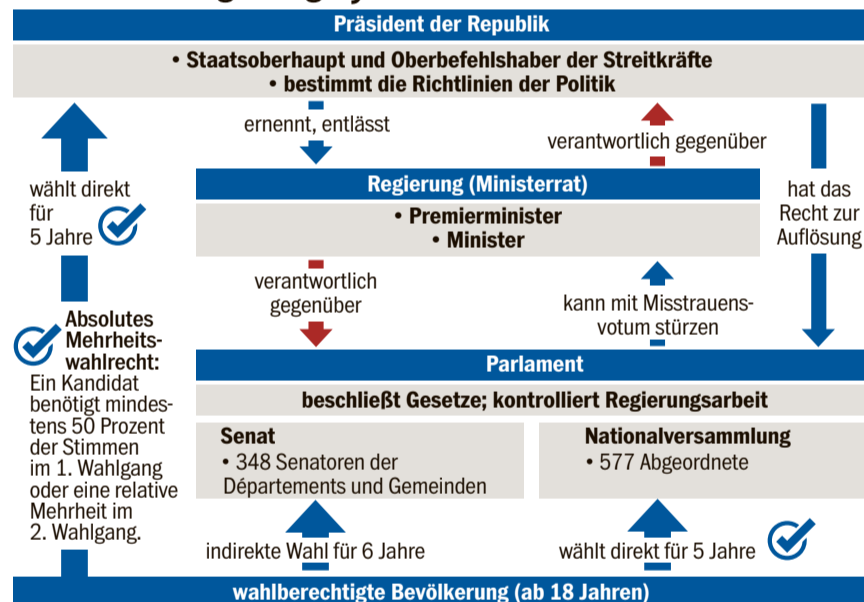 Präsident der Republik
• Staatsoberhaupt und Oberbefehlshaber der Streitkräfte
• bestimmt die Richtlinien der Politik
ernennt, entlässt
verantwortlich gegenüber
wählt direkt
für
5 Jahre
hat das
Recht zur
Auflösung
Regierung (Ministerrat)
• Premierminister
• Minister
verantwortlich
gegenüber
kann mit Misstrauens-
votum stürzen
Absolutes
Mehrheits-
wahlrecht:
Ein Kandidat
benötigt mindes-
tens 50 Prozent
der Stimmen
im 1. Wahlgang
oder eine relative
Mehrheit im
2. Wahlgang.
Parlament
beschließt Gesetze; kontrolliert Regierungsarbeit
Senat
• 348 Senatoren der
Départements und Gemeinden
Nationalversammlung
• 577 Abgeordnete
indirekte Wahl für 6 Jahre
wählt direkt für 5 Jahre
wahlberechtigte Bevölkerung (ab 18 Jahren)